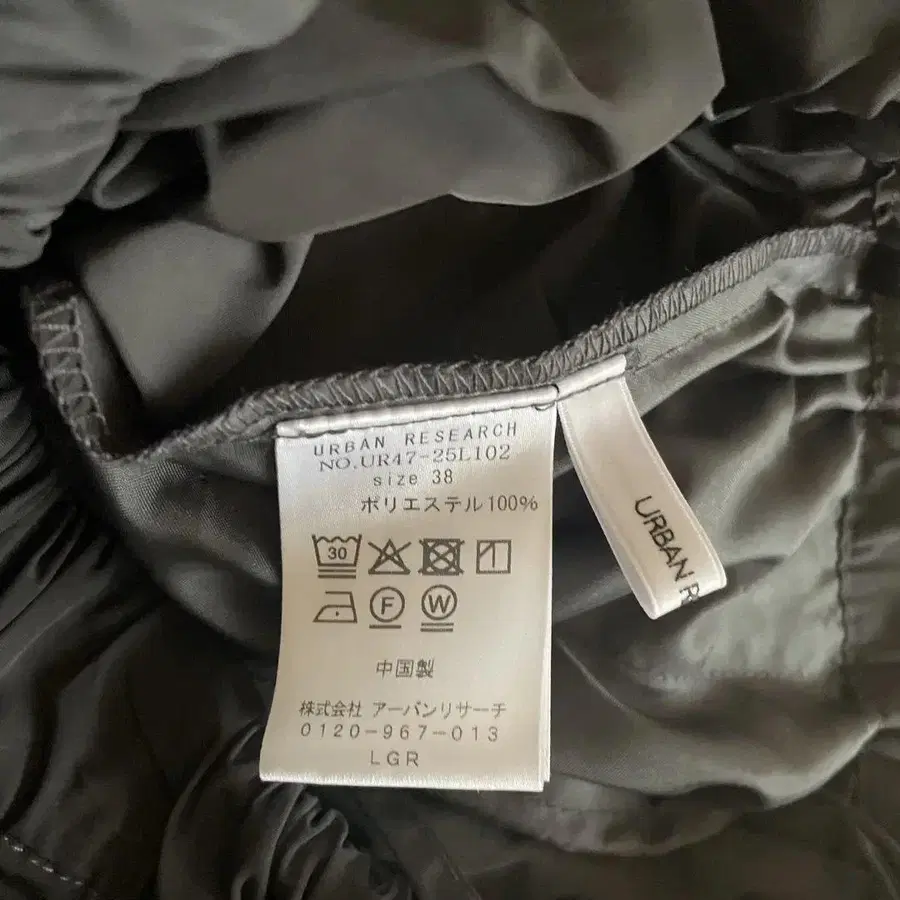 URBAN RESEARCH
NO.UR47-25L102
size 38
ポリエステル100%
30
F W
中国製
株式会社 アーバンリサーチ
0120-967-013
LGR
URBAN